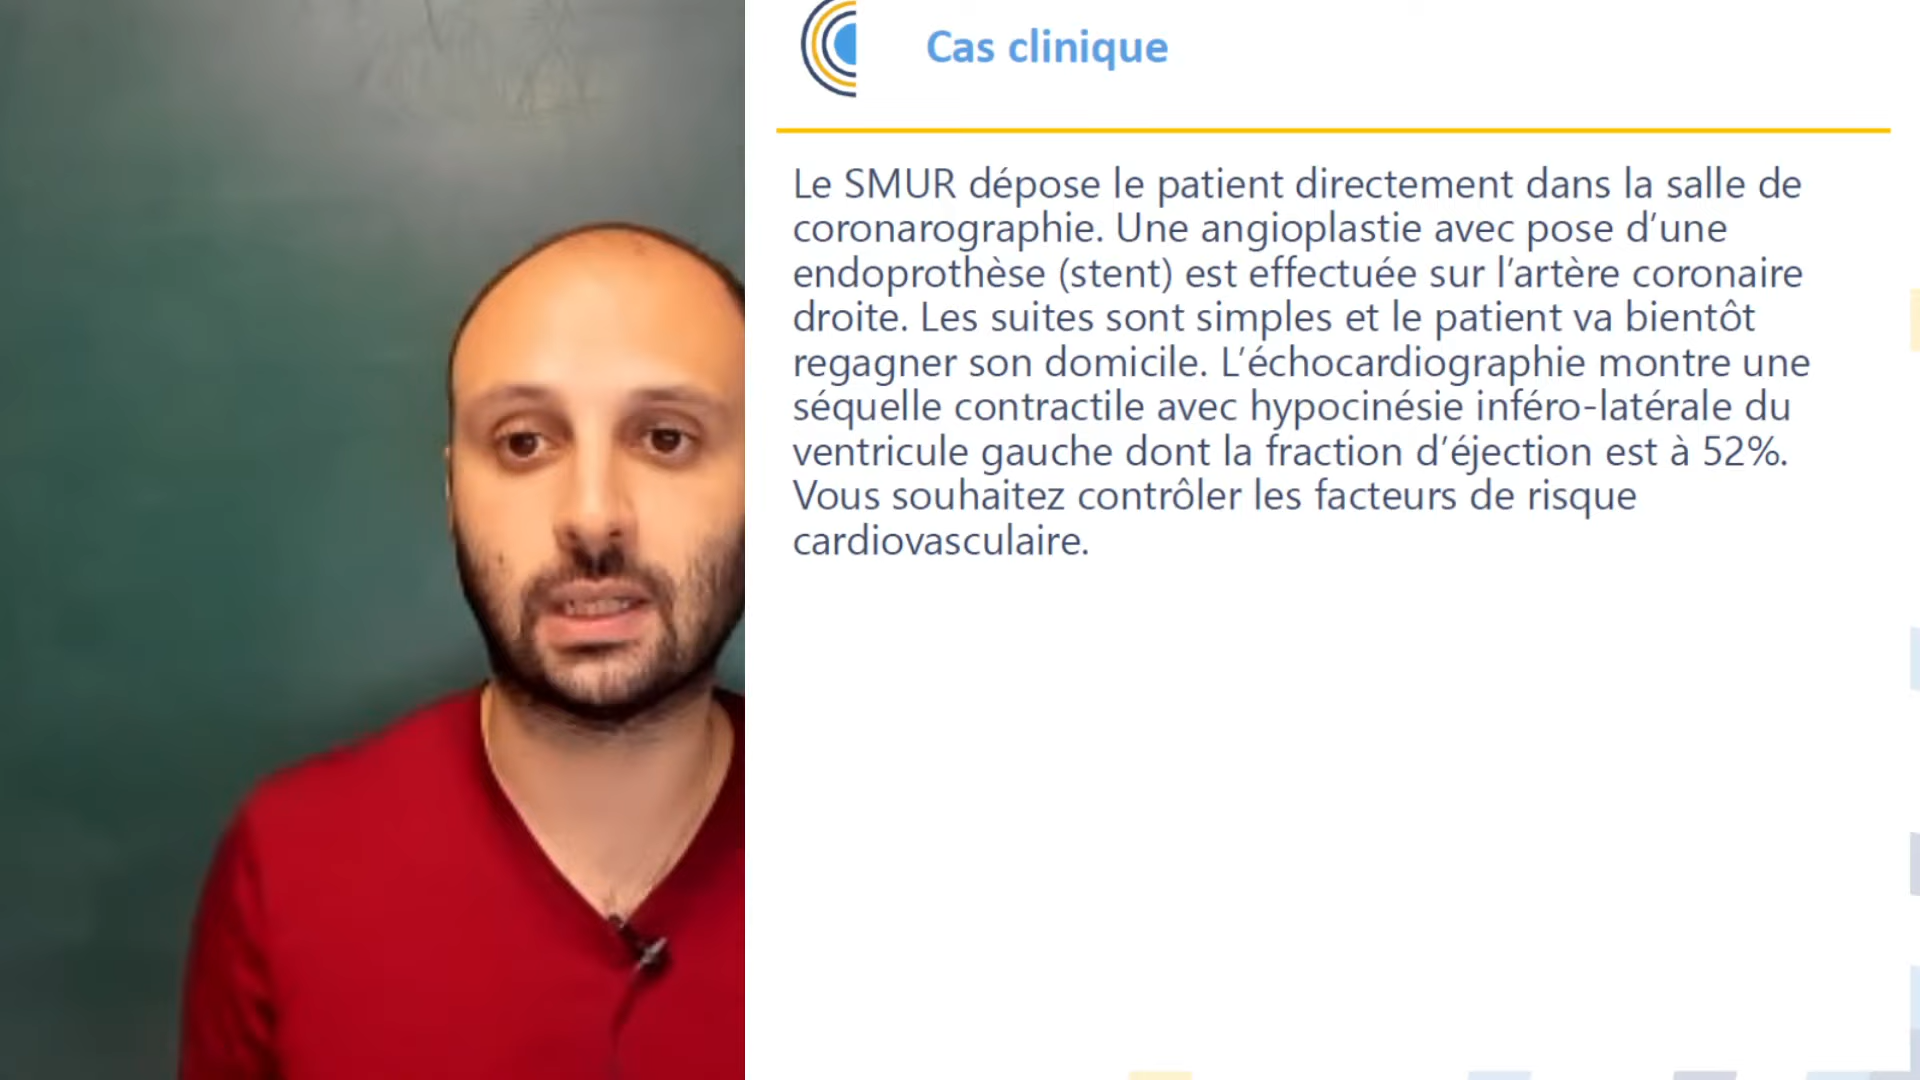 Cas clinique
Le SMUR dépose le patient directement dans la salle de
coronarographie. Une angioplastie avec pose d’une
endoprothèse (stent) est effectuée sur l’artère coronaire
droite. Les suites sont simples et le patient va bientôt
regagner son domicile. L’échocardiographie montre une
séquelle contractile avec hypocinésie inféro-latérale du
ventricule gauche dont la fraction d’éjection est à 52%.
Vous souhaitez contrôler les facteurs de risque
cardiovasculaire.